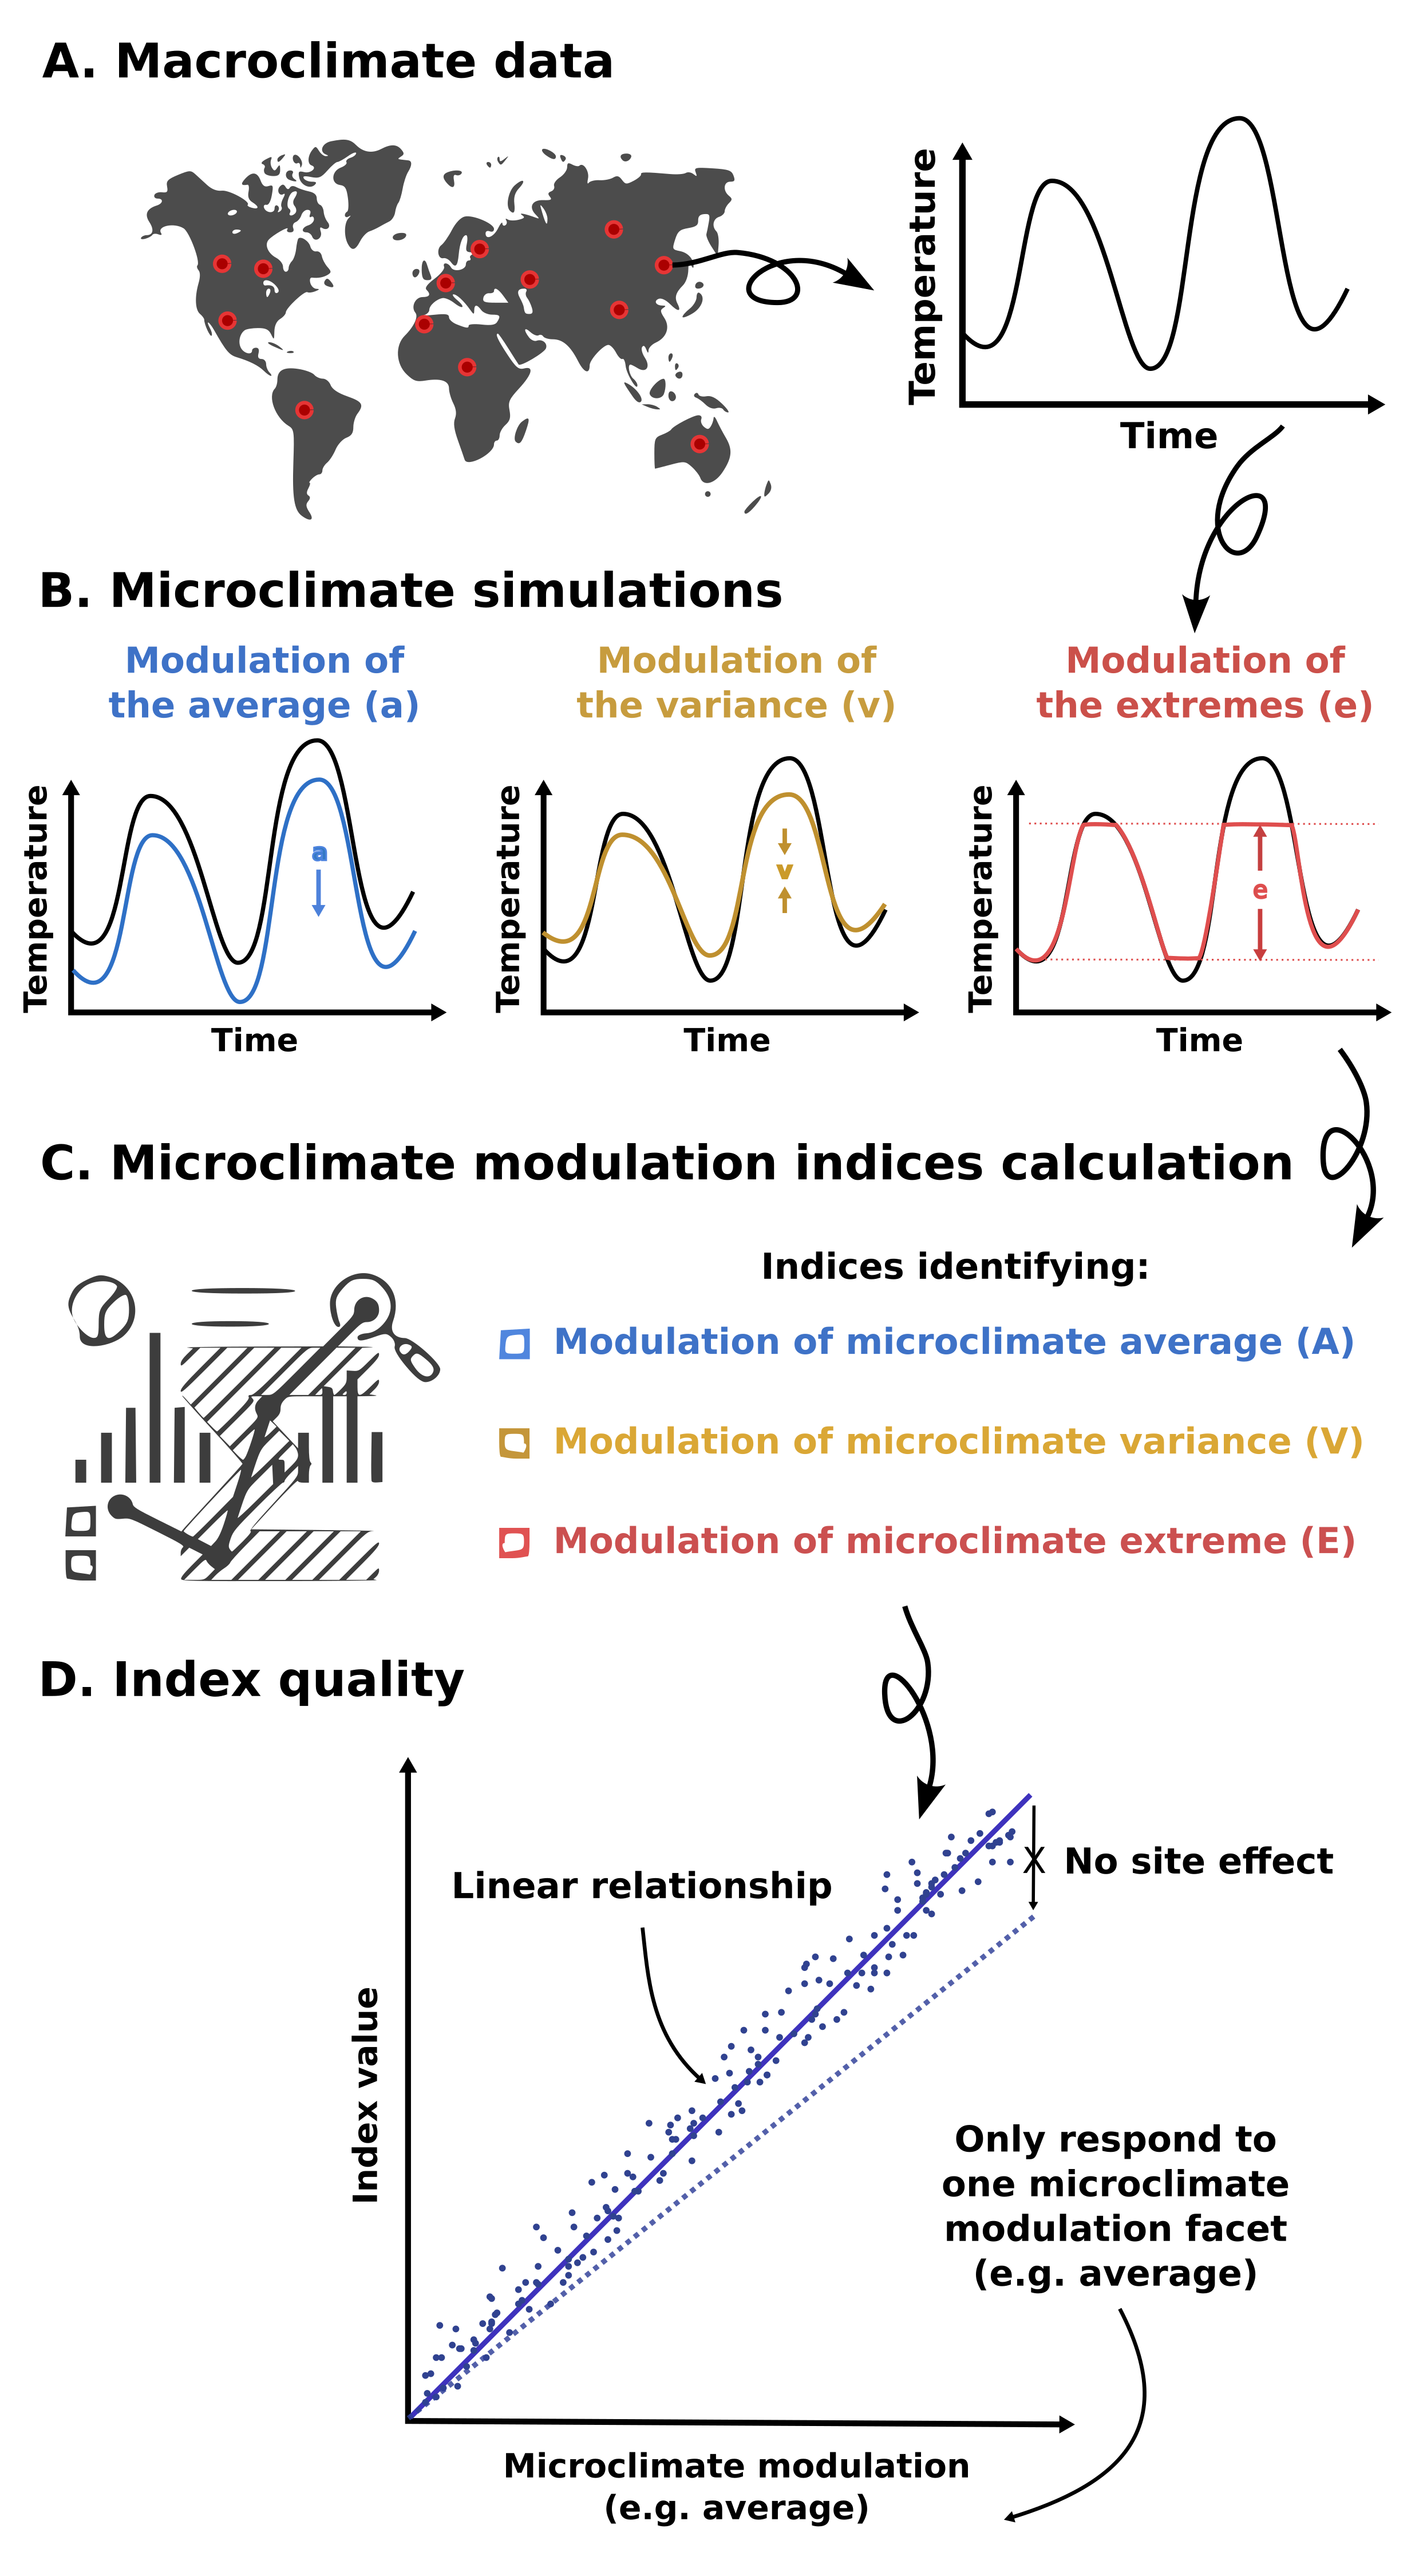 A. Macroclimate data
Temperature
Time
B. Microclimate simulations
Modulation of
the average (a)
Modulation of
the variance (v)
Modulation of
the extremes (e)
Temperature
a
Time
Temperature
v
Time
Temperature
e
Time
C. Microclimate modulation indices calculation
Indices identifying:
Modulation of microclimate average (A)
Modulation of microclimate variance (V)
Modulation of microclimate extreme (E)
D. Index quality
Linear relationship
X No site effect
Index value
Only respond to
one microclimate
modulation facet
(e.g. average)
Microclimate modulation
(e.g. average)